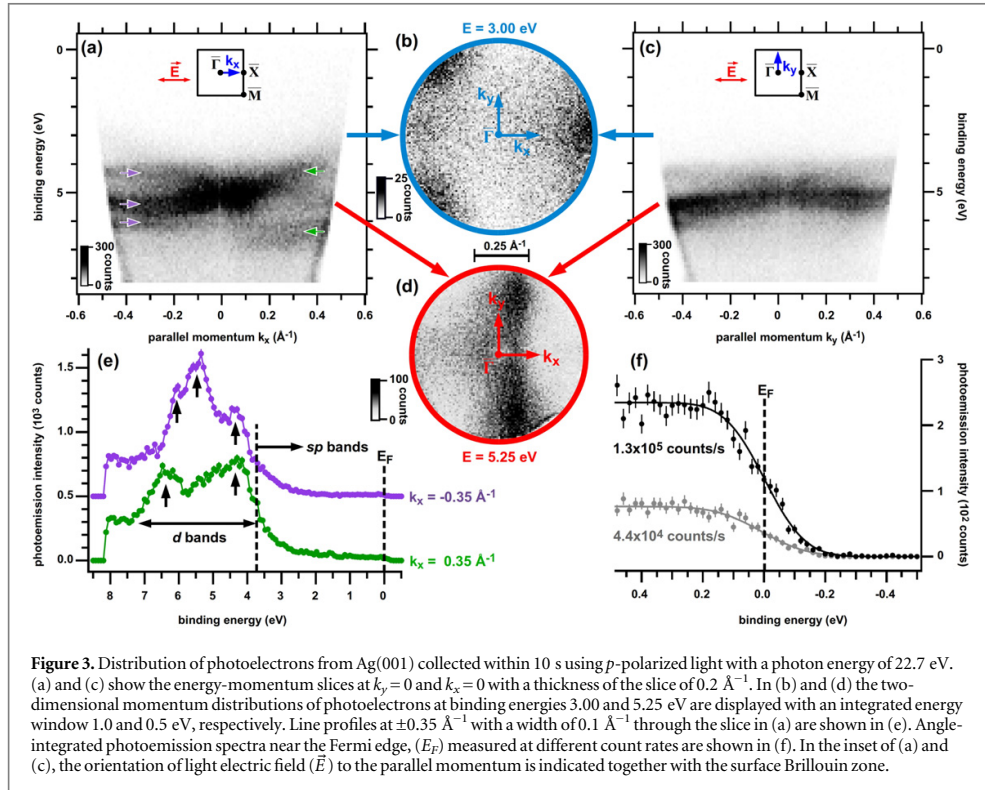 (a)
(b)
(c)
E = 3.00 eV
0
5
binding energy (eV)
E
Γ
kx
X
M
300
counts
0
-0.6 -0.4 -0.2 0.0 0.2 0.4 0.6
parallel momentum kx (Å-1)
ky
Γ
kx
25
counts
0
0.25 Å-1
E
Γ
ky
X
M
0
5
binding energy (eV)
300
counts
0
-0.6 -0.4 -0.2 0.0 0.2 0.4 0.6
parallel momentum ky (Å-1)
(d)
ky
Γ
kx
100
counts
0
E = 5.25 eV
(e)
1.5
1.0
0.5
0.0
photoemission intensity (10³ counts)
sp bands
EF
kx = -0.35 Å-1
d bands
kx = 0.35 Å-1
8 7 6 5 4 3 2 1 0
binding energy (eV)
(f)
EF
1.3x10⁵ counts/s
4.4x10⁴ counts/s
3
2
1
0
photoemission intensity (10² counts)
0.4 0.2 0.0 -0.2 -0.4
binding energy (eV)
Figure 3. Distribution of photoelectrons from Ag(001) collected within 10 s using p-polarized light with a photon energy of 22.7 eV.
(a) and (c) show the energy-momentum slices at ky = 0 and kx = 0 with a thickness of the slice of 0.2 Å−1. In (b) and (d) the two-
dimensional momentum distributions of photoelectrons at binding energies 3.00 and 5.25 eV are displayed with an integrated energy
window 1.0 and 0.5 eV, respectively. Line profiles at ±0.35 Å−1 with a width of 0.1 Å−1 through the slice in (a) are shown in (e). Angle-
integrated photoemission spectra near the Fermi edge, (EF) measured at different count rates are shown in (f). In the inset of (a) and
(c), the orientation of light electric field (E⃗) to the parallel momentum is indicated together with the surface Brillouin zone.